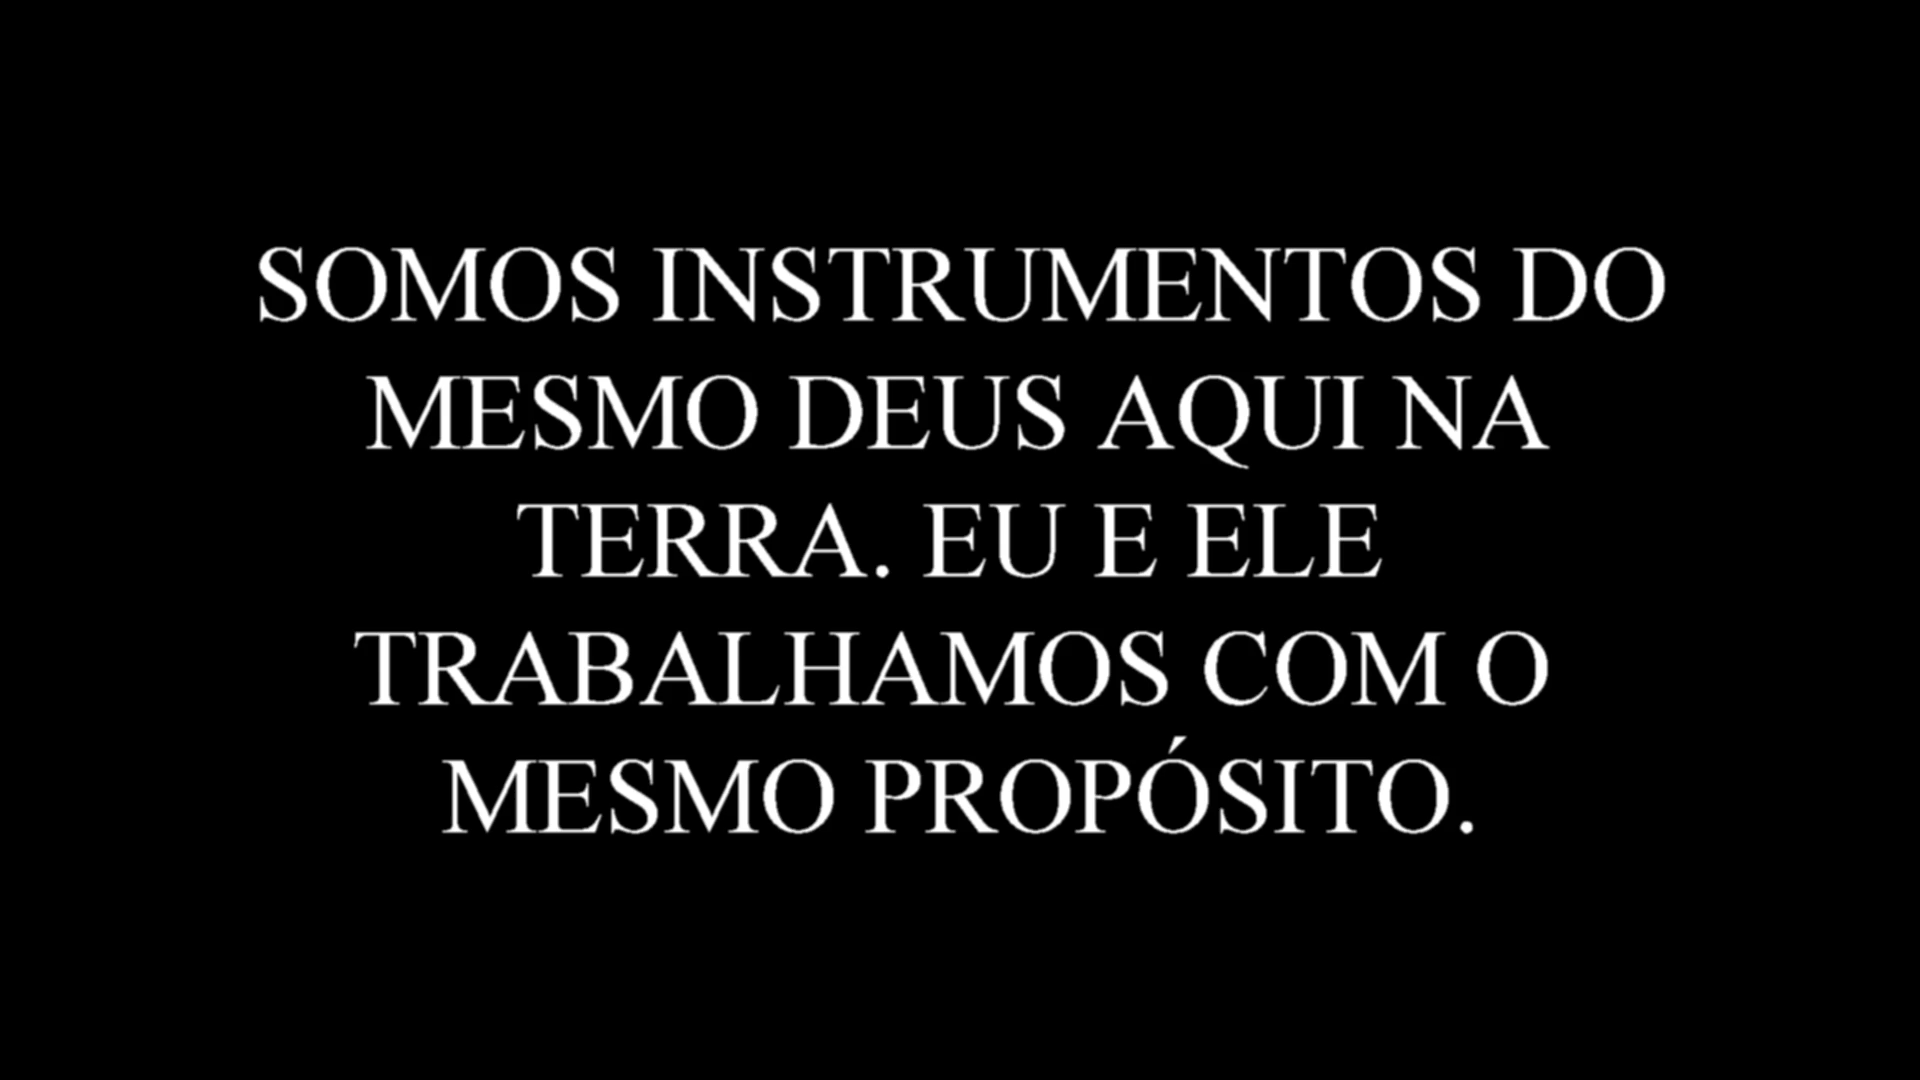 SOMOS INSTRUMENTOS DO
MESMO DEUS AQUI NA
TERRA. EU E ELE
TRABALHAMOS COM O
MESMO PROPÓSITO.